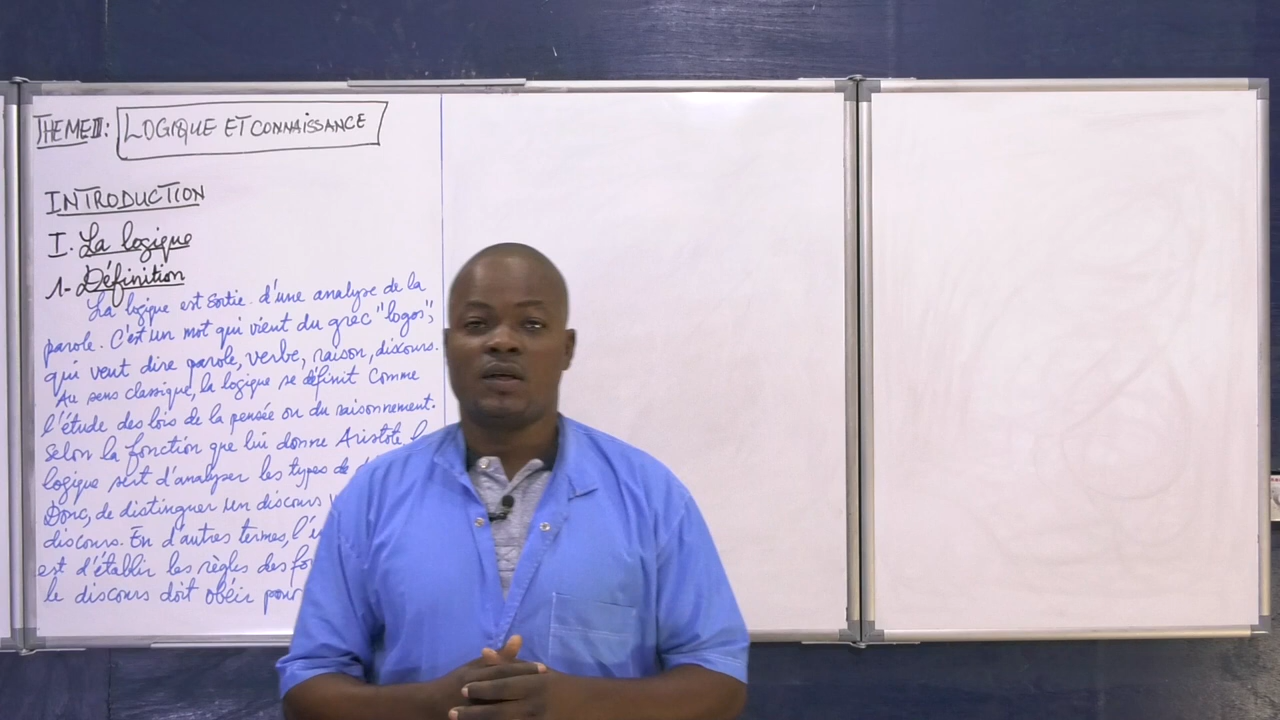 THEME II: LOGIQUE ET CONNAISSANCE
INTRODUCTION
I. La logique
1- Définition
La logique est sortie d'une analyse de la
parole. C'est un mot qui vient du grec "logos";
qui veut dire parole, verbe, raison, discours.
Au sens classique, la logique se définit comme
l'étude des lois de la pensée ou du raisonnement.
Selon la fonction que lui donne Aristote
logique sert d'analyser les types de
Donc, de distinguer un discours
discours. En d'autres termes,
est d'établir les règles des
le discours doit obéir pour